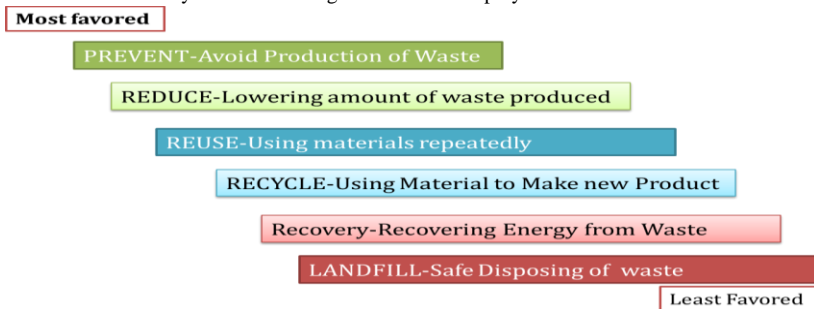 Most favored
PREVENT-Avoid Production of Waste
REDUCE-Lowering amount of waste produced
REUSE-Using materials repeatedly
RECYCLE-Using Material to Make new Product
Recovery-Recovering Energy from Waste
LANDFILL-Safe Disposing of waste
Least Favored